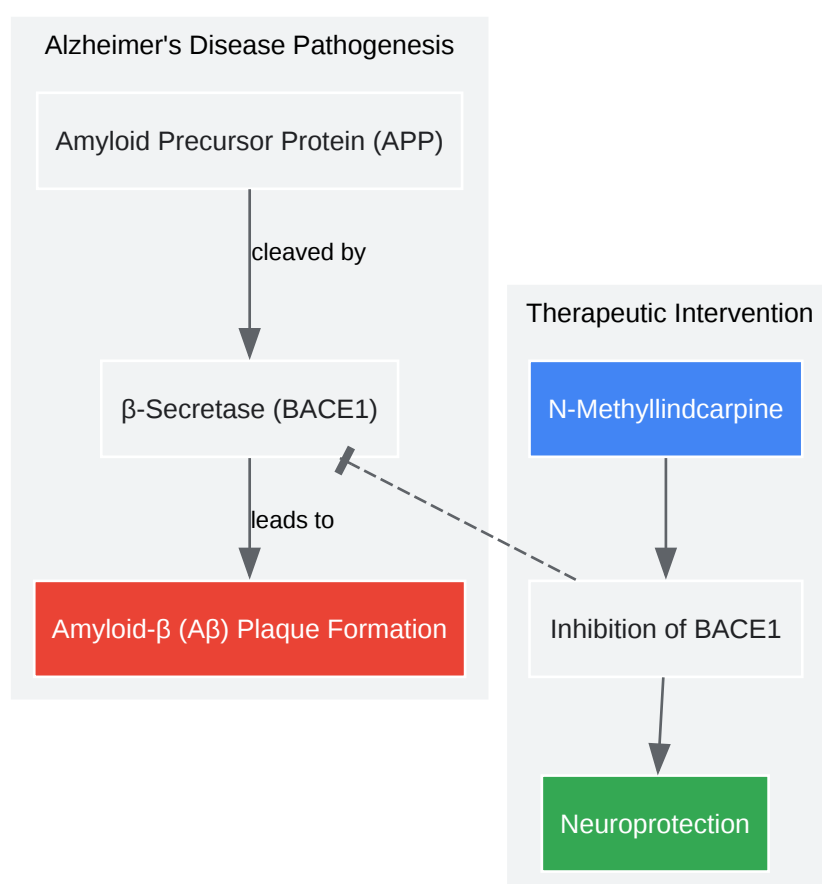 Alzheimer's Disease Pathogenesis
Amyloid Precursor Protein (APP)
cleaved by
β-Secretase (BACE1)
leads to
Amyloid-β (Aβ) Plaque Formation
Therapeutic Intervention
N-Methyllindcarpine
Inhibition of BACE1
Neuroprotection